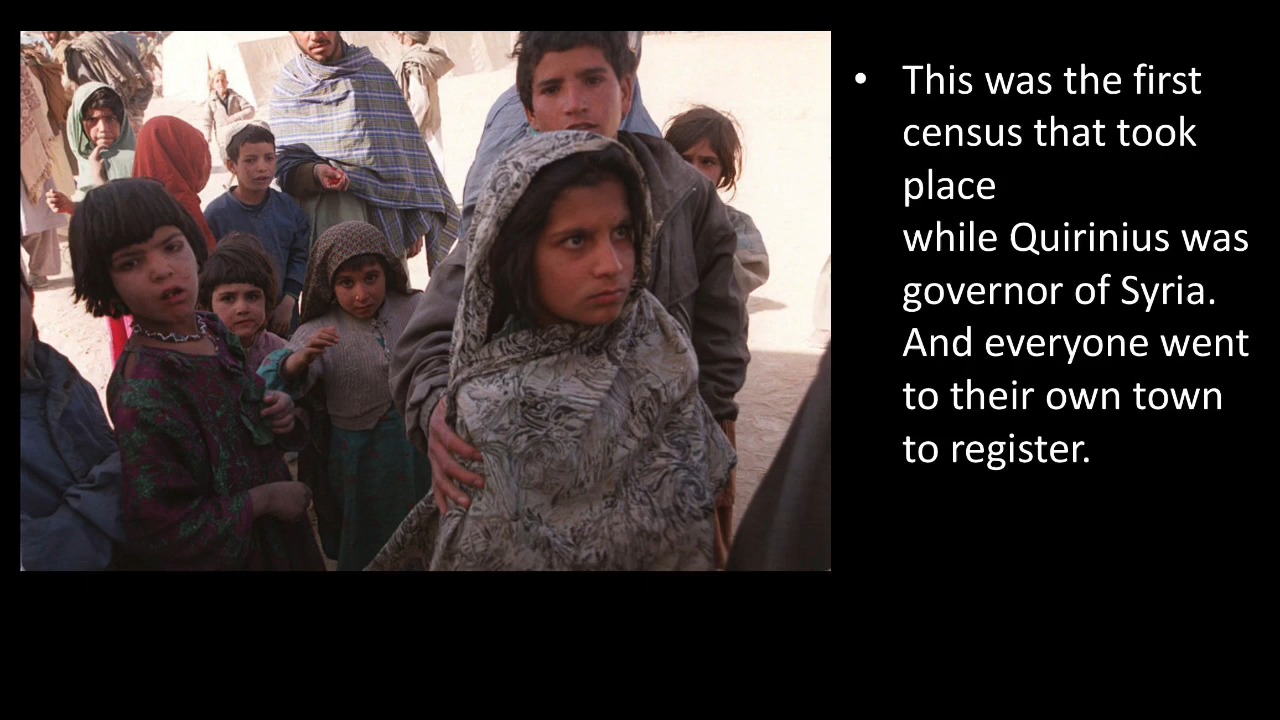 • This was the first
census that took
place
while Quirinius was
governor of Syria.
And everyone went
to their own town
to register.